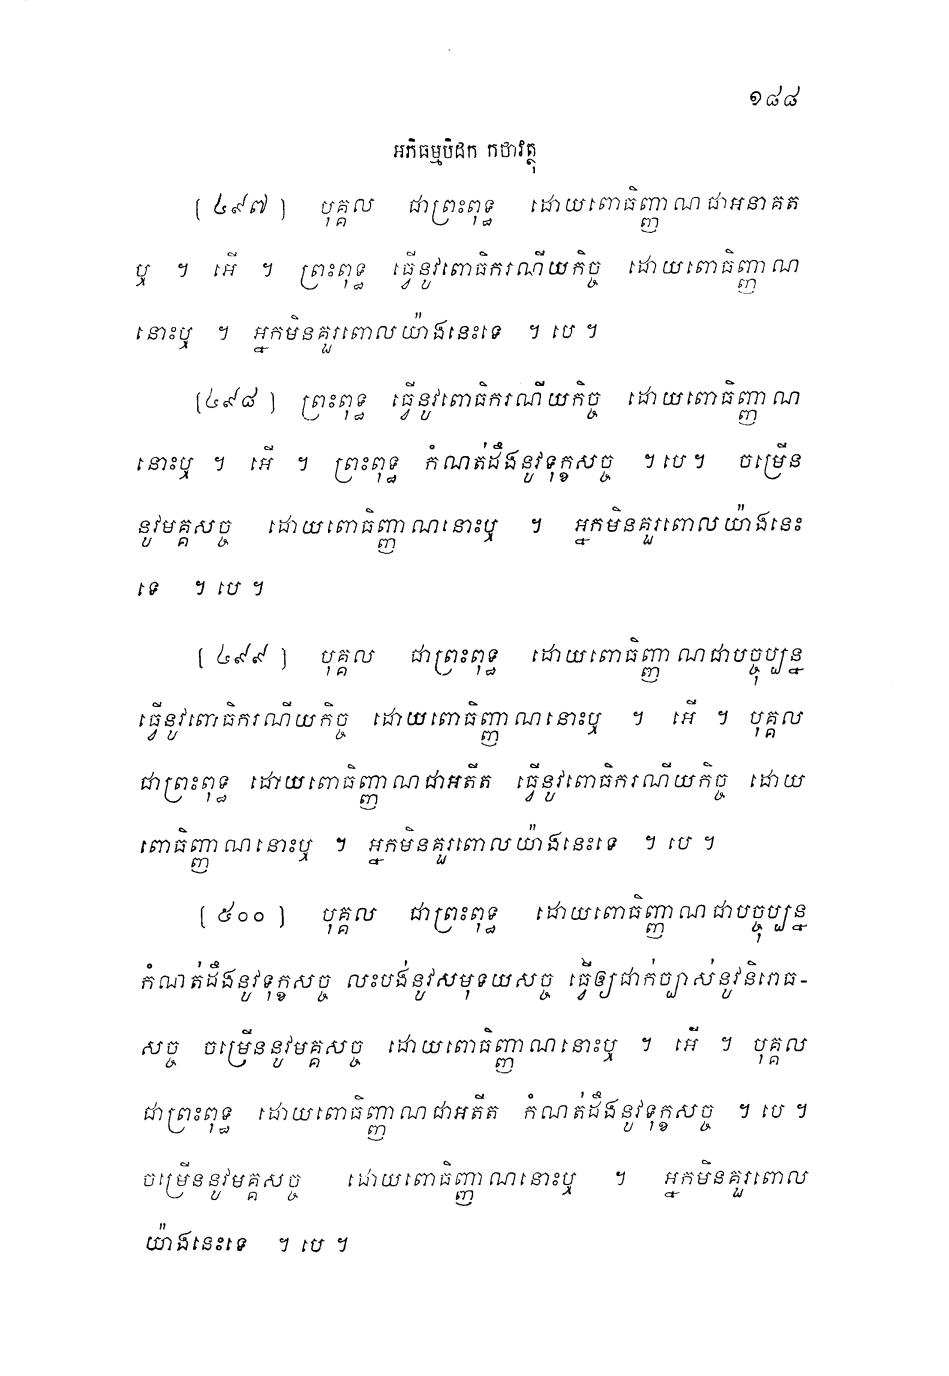 ១៨៨
អភិធម្មបិដក កថាវត្ថុ
(៤៩៧) បុគ្គល ជាព្រះពុទ្ធ ដោយពោធិញ្ញាណជាអនាគត
ឬ ។ អើ ។ ព្រះពុទ្ធ ធ្វើនូវពោធិករណីយកិច្ច ដោយពោធិញ្ញាណ
នោះឬ ។ អ្នកមិនគួរពោលយ៉ាងនេះទេ ។ បេ ។
(៤៩៨) ព្រះពុទ្ធ ធ្វើនូវពោធិករណីយកិច្ច ដោយពោធិញ្ញាណ
នោះឬ ។ អើ ។ ព្រះពុទ្ធ កំណត់ដឹងនូវទុក្ខសច្ច ។ បេ ។ ចម្រើន
នូវមគ្គសច្ច ដោយពោធិញ្ញាណនោះឬ ។ អ្នកមិនគួរពោលយ៉ាងនេះ
ទេ ។ បេ ។
(៤៩៩) បុគ្គល ជាព្រះពុទ្ធ ដោយពោធិញ្ញាណជាបច្ចុប្បន្ន
ធ្វើនូវពោធិករណីយកិច្ច ដោយពោធិញ្ញាណនោះឬ ។ អើ ។ បុគ្គល
ជាព្រះពុទ្ធ ដោយពោធិញ្ញាណជាអតីត ធ្វើនូវពោធិករណីយកិច្ច ដោយ
ពោធិញ្ញាណនោះឬ ។ អ្នកមិនគួរពោលយ៉ាងនេះទេ ។ បេ ។
(៥០០) បុគ្គល ជាព្រះពុទ្ធ ដោយពោធិញ្ញាណជាបច្ចុប្បន្ន
កំណត់ដឹងនូវទុក្ខសច្ច លះបង់នូវសមុទយសច្ច ធ្វើឲ្យជាក់ច្បាស់នូវនិរោធ-
សច្ច ចម្រើននូវមគ្គសច្ច ដោយពោធិញ្ញាណនោះឬ ។ អើ ។ បុគ្គល
ជាព្រះពុទ្ធ ដោយពោធិញ្ញាណជាអតីត កំណត់ដឹងនូវទុក្ខសច្ច ។ បេ ។
ចម្រើននូវមគ្គសច្ច ដោយពោធិញ្ញាណនោះឬ ។ អ្នកមិនគួរពោល
យ៉ាងនេះទេ ។ បេ ។